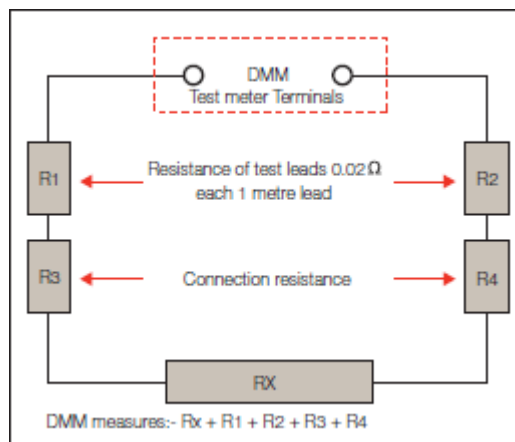 DMM
Test meter Terminals
R1
Resistance of test leads 0.02Ω
each 1 metre lead
R2
R3
Connection resistance
R4
RX
DMM measures:- Rx + R1 + R2 + R3 + R4